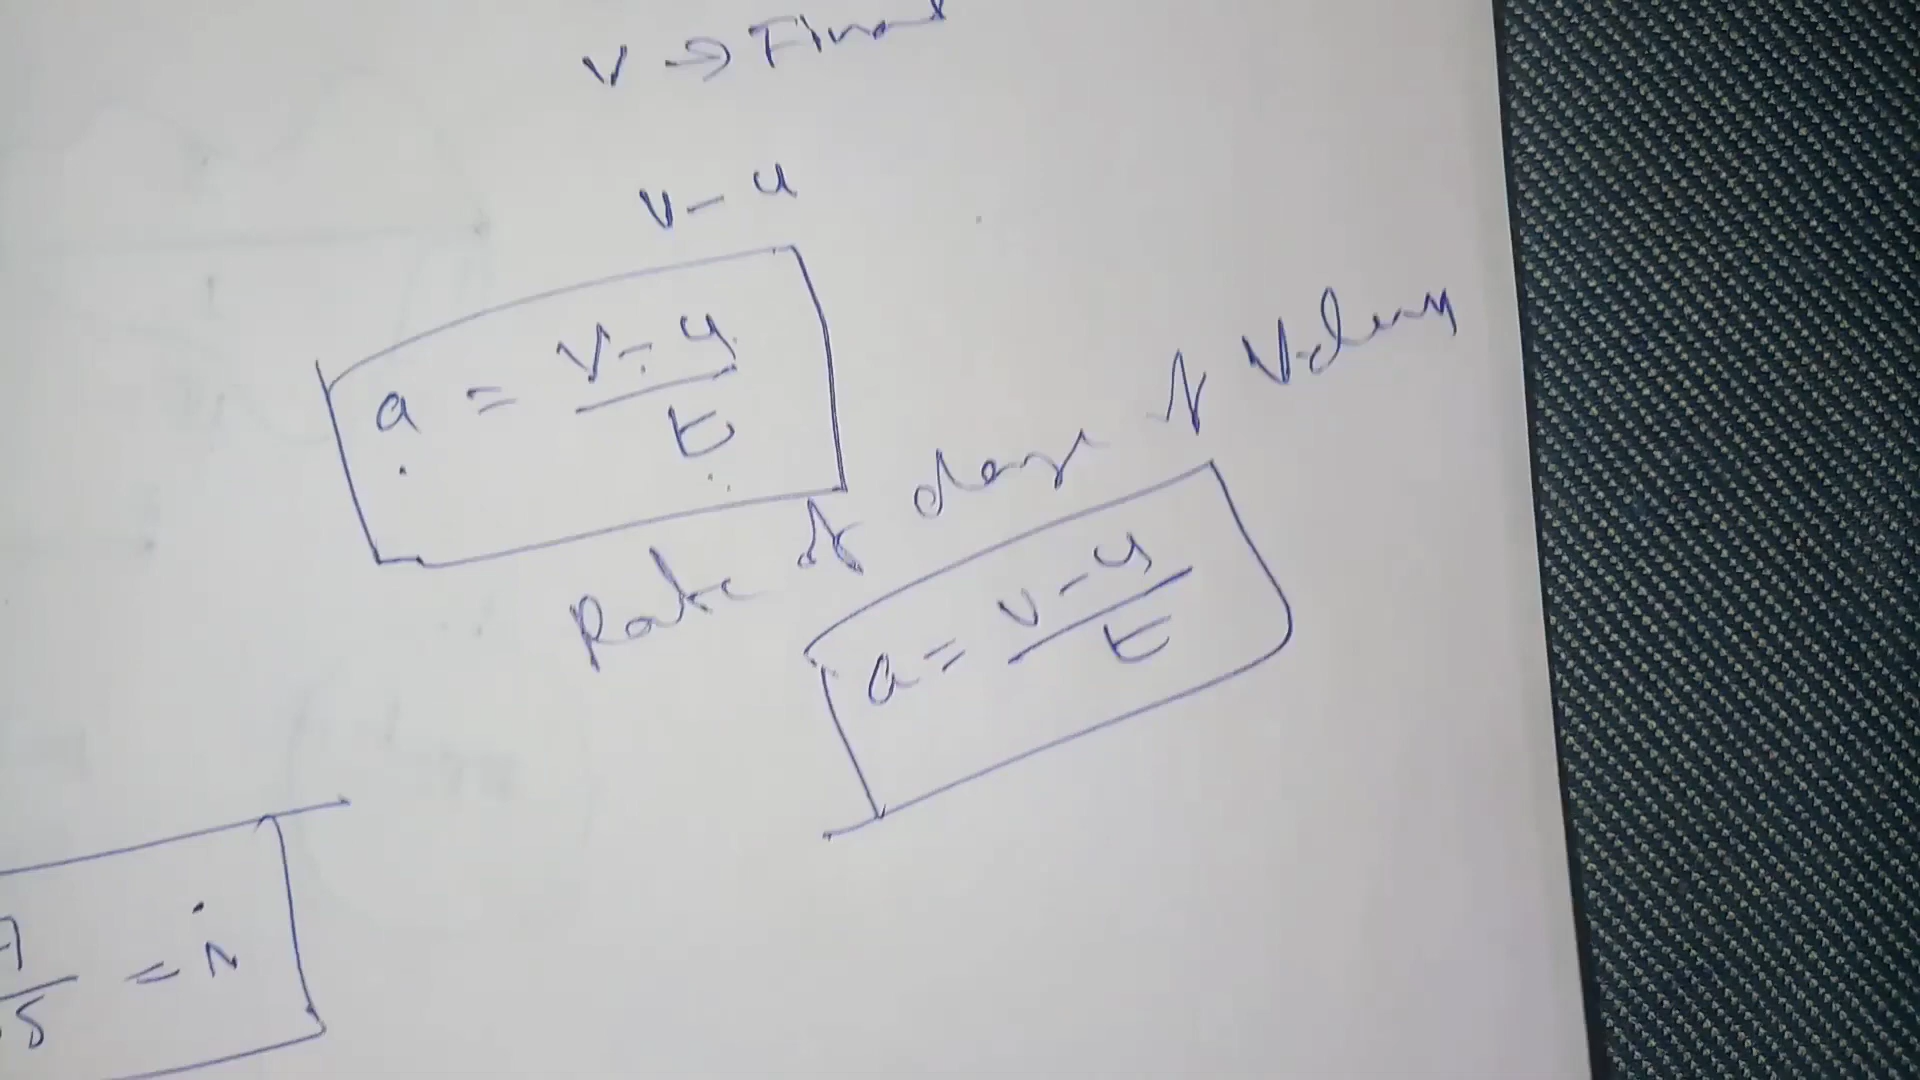 v → Final
v - u
a = v - u / t
Rate of change of Velocity
a = v - u / t
= i